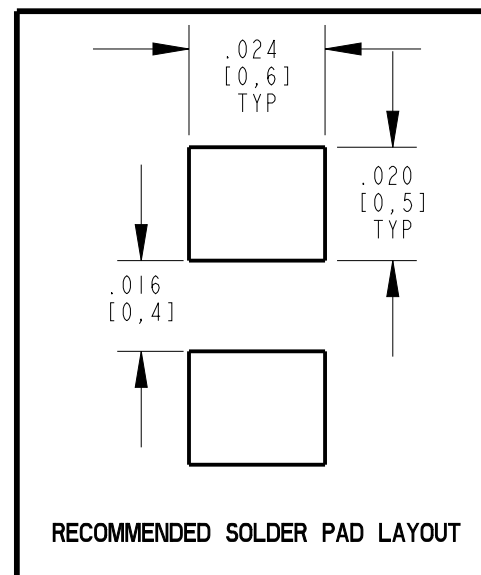 .024
[0,6]
TYP
.020
[0,5]
TYP
.016
[0,4]
RECOMMENDED SOLDER PAD LAYOUT